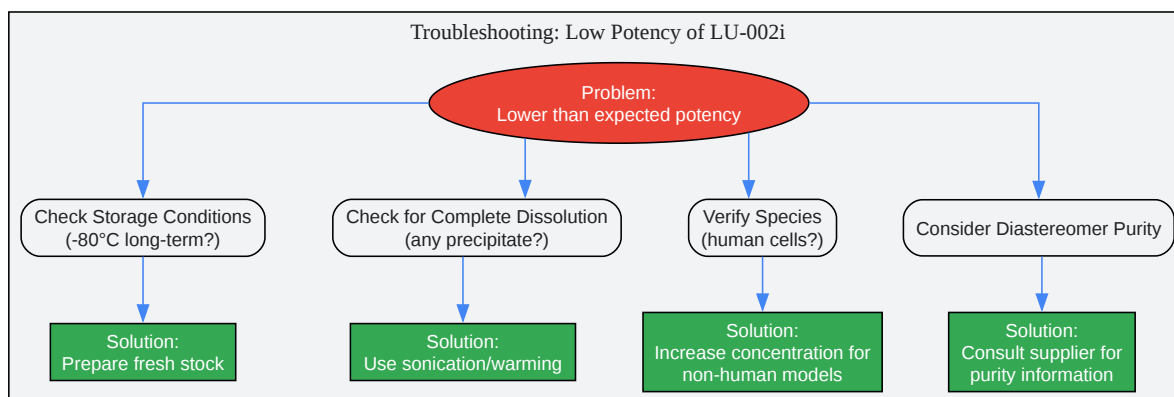 Troubleshooting: Low Potency of LU-002i
Problem:
Lower than expected potency
Check Storage Conditions
(-80°C long-term?)
Check for Complete Dissolution
(any precipitate?)
Verify Species
(human cells?)
Consider Diastereomer Purity
Solution:
Prepare fresh stock
Solution:
Use sonication/warming
Solution:
Increase concentration for
non-human models
Solution:
Consult supplier for
purity information